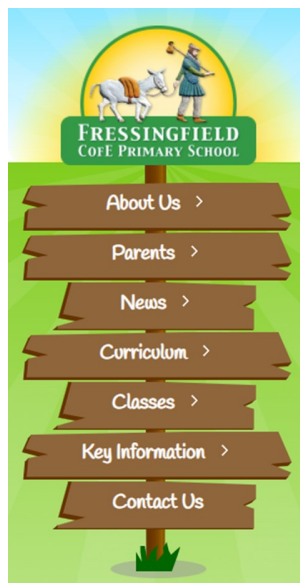 FRESSINGFIELD
COFE PRIMARY SCHOOL
About Us >
Parents >
News >
Curriculum >
Classes >
Key Information >
Contact Us